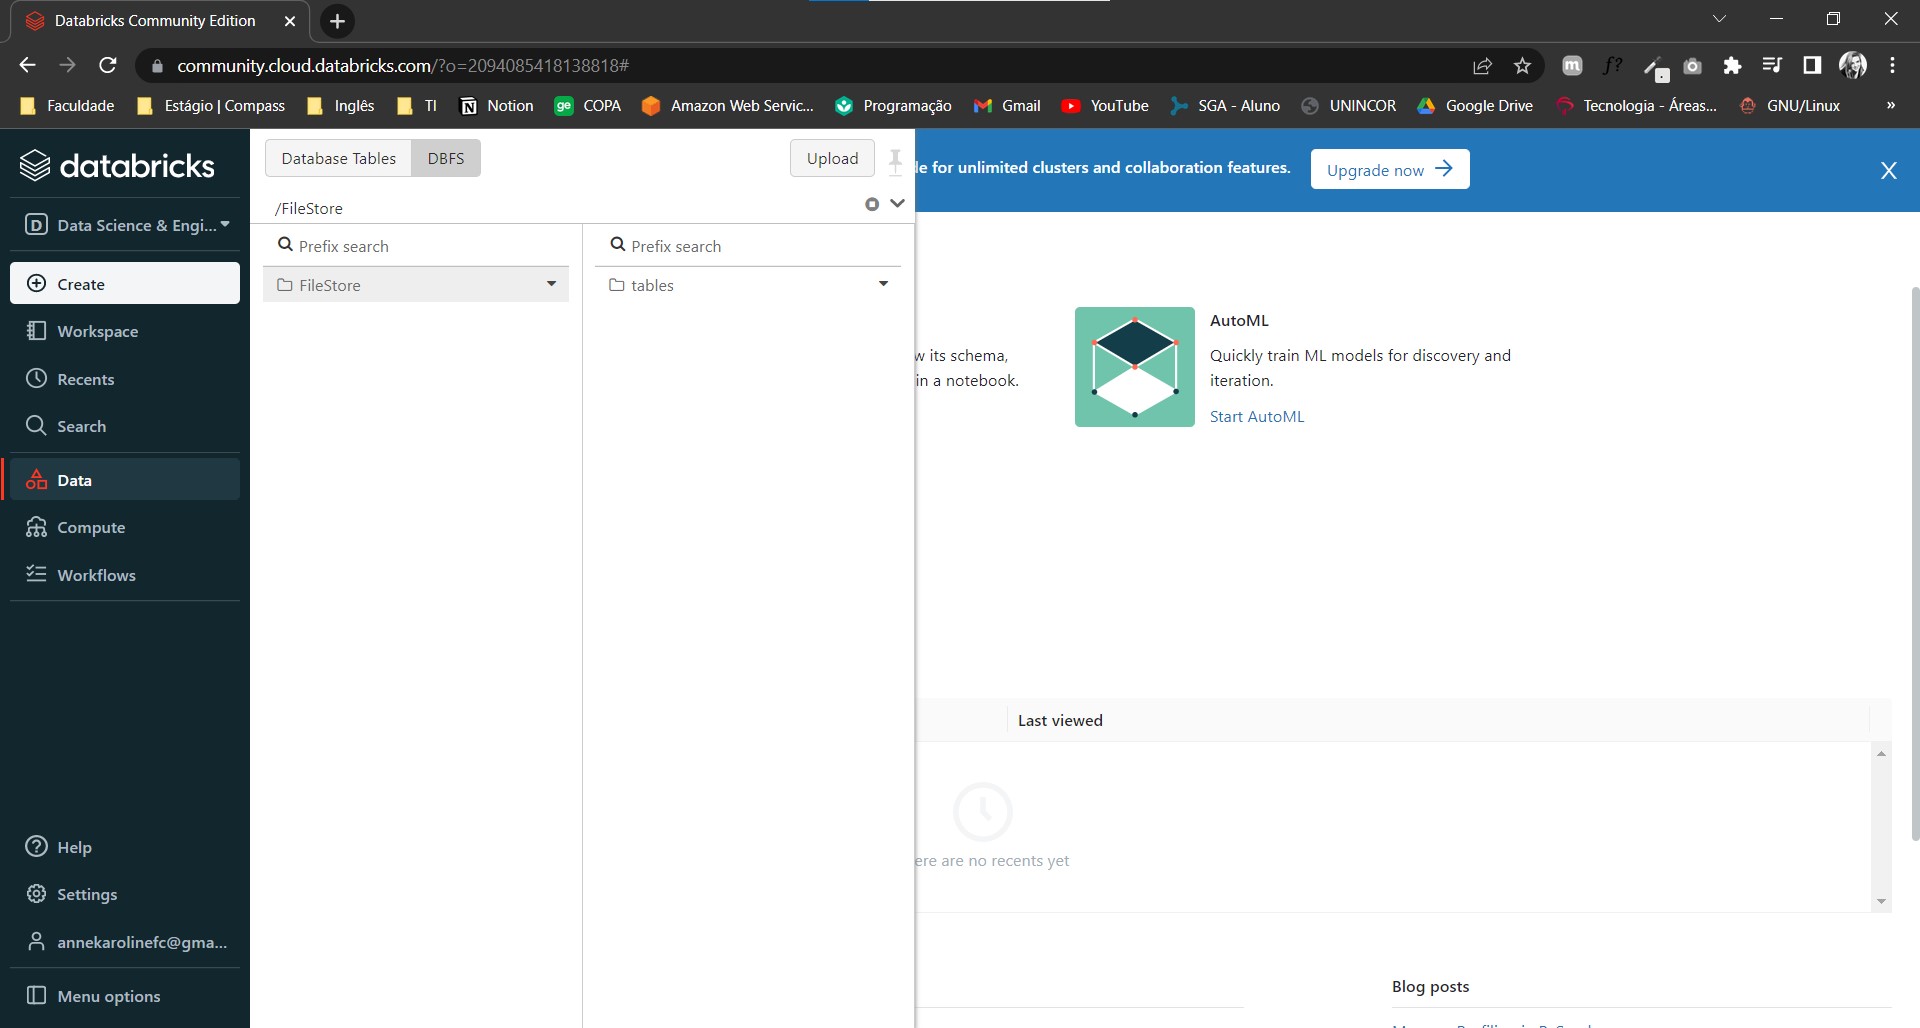 Databricks Community Edition
community.cloud.databricks.com/?o=2094085418138818#
Faculdade
Estágio | Compass
Inglês
TI
Notion
ge
COPA
Amazon Web Servic...
Programação
Gmail
YouTube
SGA - Aluno
UNINCOR
Google Drive
Tecnologia - Áreas...
GNU/Linux
»
databricks
D Data Science & Engi...
Create
Workspace
Recents
Search
Data
Compute
Workflows
Help
Settings
annekarolinefc@gma...
Menu options
Database Tables
DBFS
Upload
/FileStore
Prefix search
Prefix search
FileStore
tables
for unlimited clusters and collaboration features.
Upgrade now
X
its schema,
in a notebook.
AutoML
Quickly train ML models for discovery and
iteration.
Start AutoML
Last viewed
are no recents yet
Blog posts